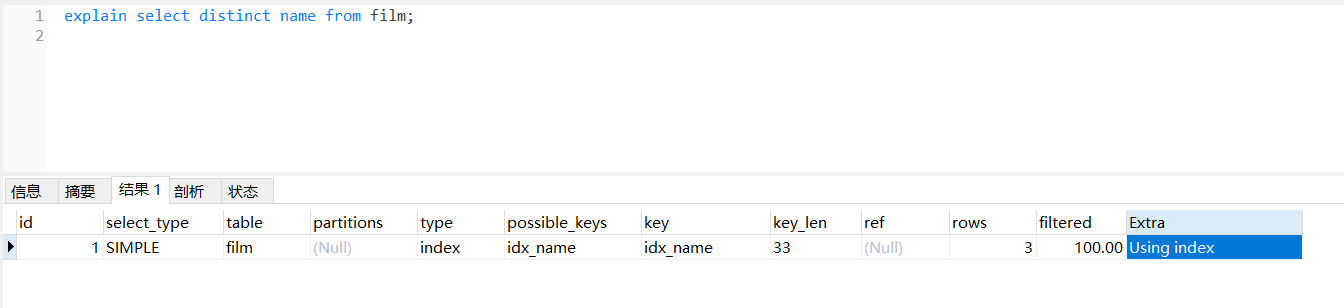 1 explain select distinct name from film;
2
信息 摘要 结果 1 剖析 状态
id select_type table partitions type possible_keys key key_len ref rows filtered Extra
1 SIMPLE film (Null) index idx_name idx_name 33 (Null) 3 100.00 Using index